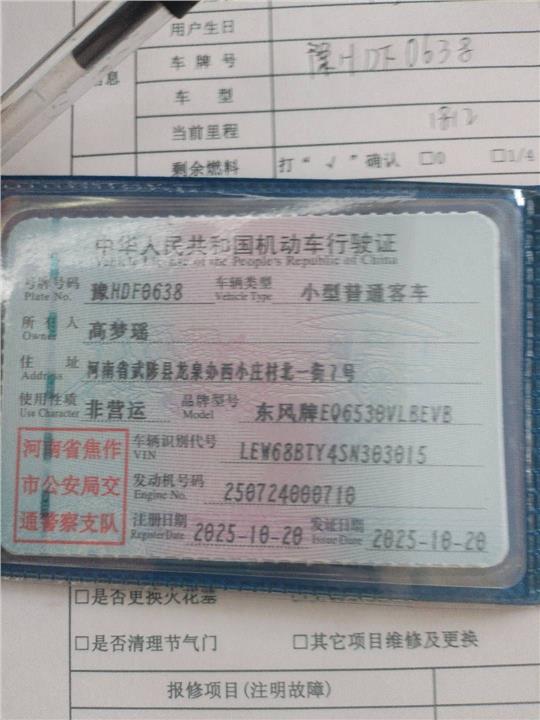 用户生日
车牌号 豫HDF0638
息
车型
当前里程 1812
剩余燃料 打“√”确认 □0 □1/4
中华人民共和国机动车行驶证
Vehicle License of the People's Republic of China
号牌号码 豫HDF0638 车辆类型 小型普通客车
Plate No. Vehicle Type
所有人 高梦瑶
Owner
住址 河南省武陟县龙泉办西小庄村北一街7号
Address
使用性质 非营运 品牌型号 东风牌EQ6530VLBEVB
Use Character Model
河南省焦作
市公安局交
通警察支队
车辆识别代号 LEW68BTY4SN303015
VIN
发动机号码 250724000710
Engine No.
注册日期 2025-10-20 发证日期 2025-10-20
Register Date Issue Date
□是否更换火花塞
□是否清理节气门 □其它项目维修及更换
报修项目(注明故障)